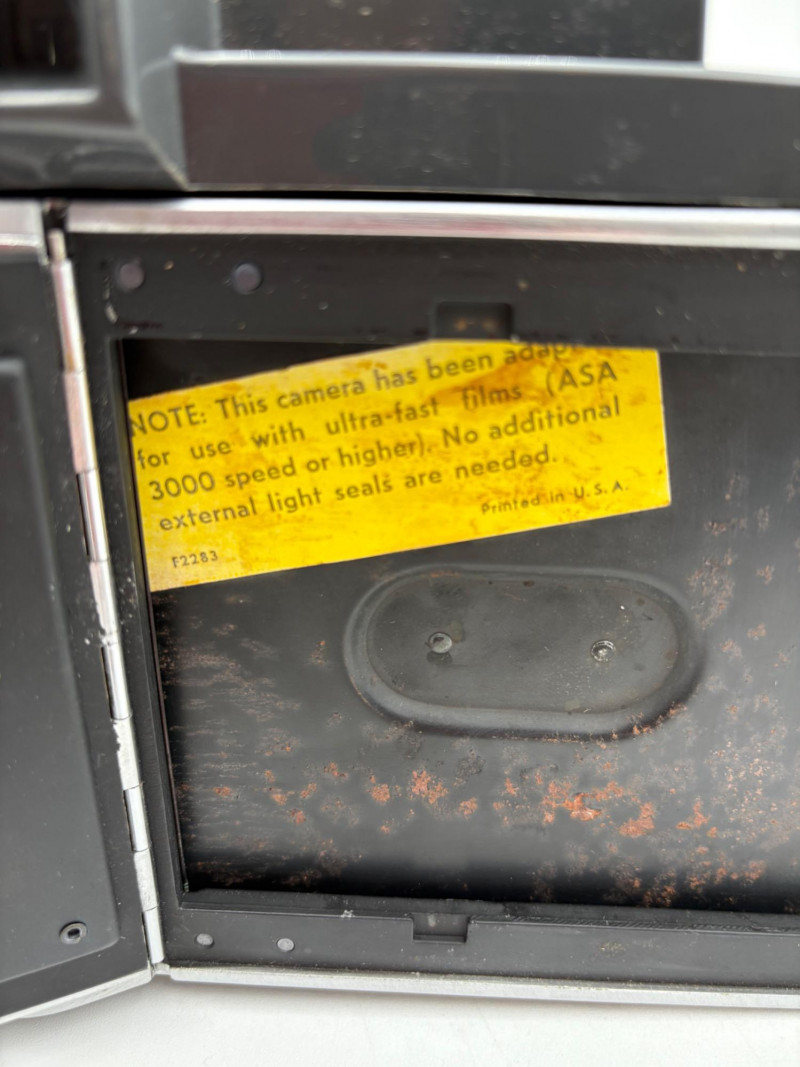 NOTE: This camera has been adap
for use with ultra-fast films (ASA
3000 speed or higher). No additional
external light seals are needed.
Printed in U.S.A.
F2283